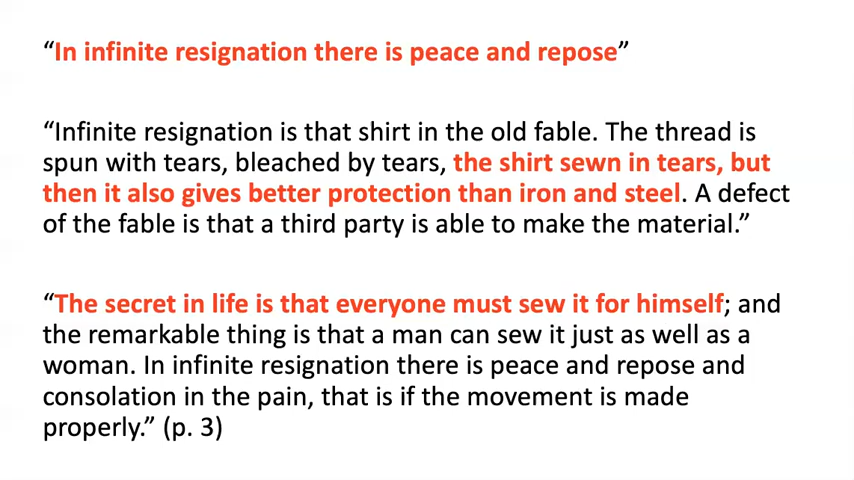 “In infinite resignation there is peace and repose”
“Infinite resignation is that shirt in the old fable. The thread is
spun with tears, bleached by tears, the shirt sewn in tears, but
then it also gives better protection than iron and steel. A defect
of the fable is that a third party is able to make the material.”
“The secret in life is that everyone must sew it for himself; and
the remarkable thing is that a man can sew it just as well as a
woman. In infinite resignation there is peace and repose and
consolation in the pain, that is if the movement is made
properly.” (p. 3)